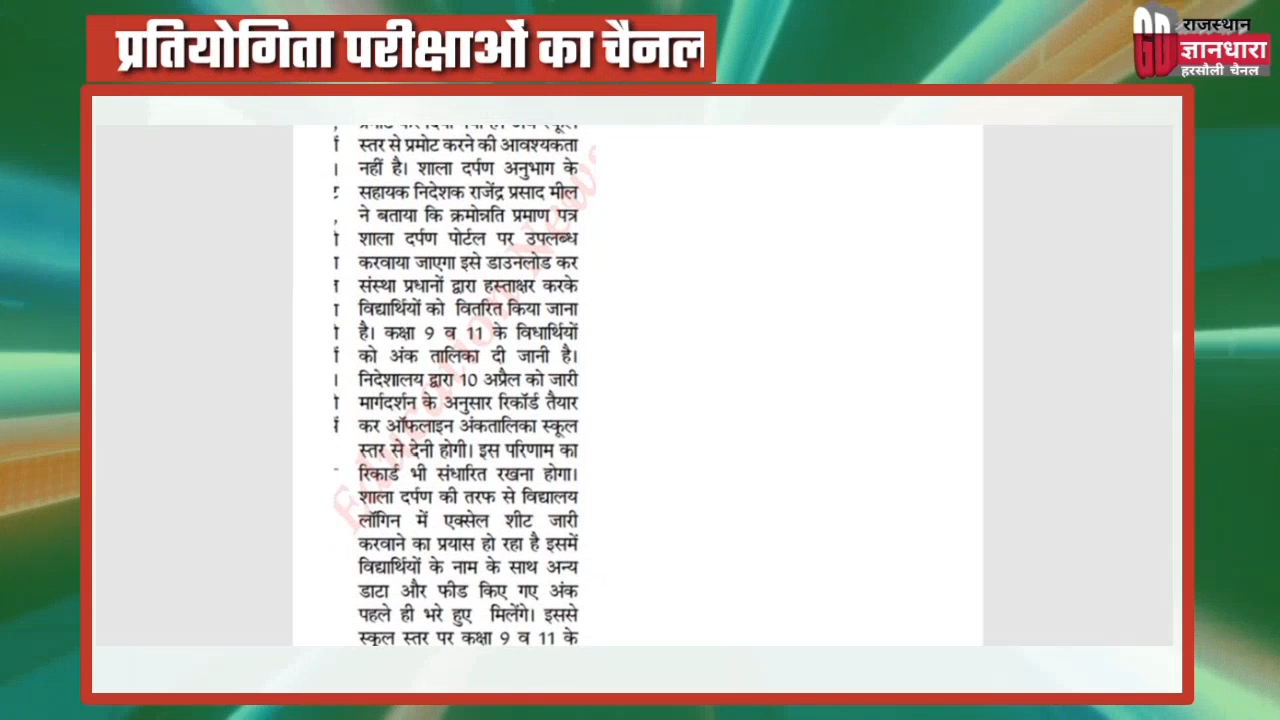 प्रतियोगिता परीक्षाओं का चैनल
राजस्थान
GD ज्ञानधारा
हरसौली चैनल
स्तर से प्रमोट करने की आवश्यकता
नहीं है। शाला दर्पण अनुभाग के
सहायक निदेशक राजेंद्र प्रसाद मील
ने बताया कि क्रमोन्नति प्रमाण पत्र
शाला दर्पण पोर्टल पर उपलब्ध
करवाया जाएगा इसे डाउनलोड कर
संस्था प्रधानों द्वारा हस्ताक्षर करके
विद्यार्थियों को वितरित किया जाना
है। कक्षा 9 व 11 के विधार्थियों
को अंक तालिका दी जानी है।
निदेशालय द्वारा 10 अप्रैल को जारी
मार्गदर्शन के अनुसार रिकॉर्ड तैयार
कर ऑफलाइन अंकतालिका स्कूल
स्तर से देनी होगी। इस परिणाम का
रिकार्ड भी संधारित रखना होगा।
शाला दर्पण की तरफ से विद्यालय
लॉगिन में एक्सेल शीट जारी
करवाने का प्रयास हो रहा है इसमें
विद्यार्थियों के नाम के साथ अन्य
डाटा और फीड किए गए अंक
पहले ही भरे हुए मिलेंगे। इससे
स्कूल स्तर पर कक्षा 9 व 11 के
Education News